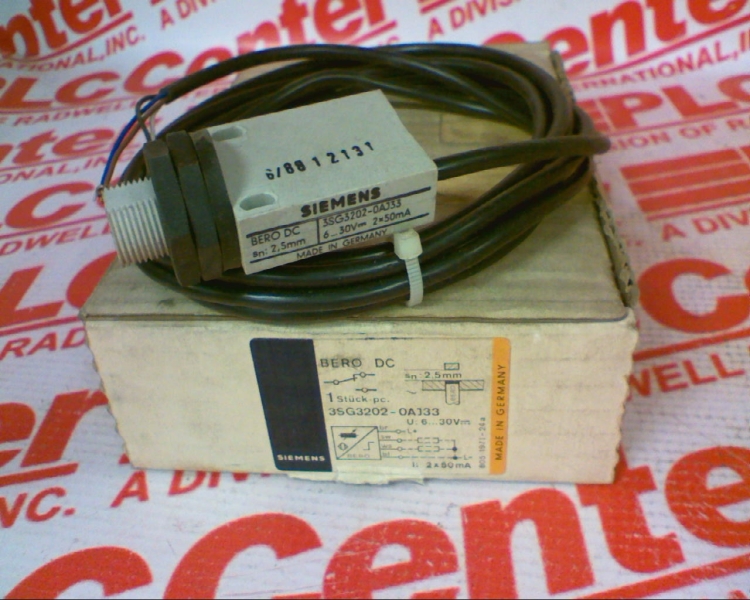 PLCCenter
A DIVISION OF RADWELL INTERNATIONAL, INC.
6/88 12131
SIEMENS
BERO DC
3SG3202-0AJ33
sn: 2,5mm
6...30V 2x50mA
MADE IN GERMANY
BERO DC
sn: 2,5mm
1 Stück-pc.
3SG3202-0AJ33
U: 6...30V
L+
BERO
L-
I: 2x50mA
SIEMENS
MADE IN GERMANY